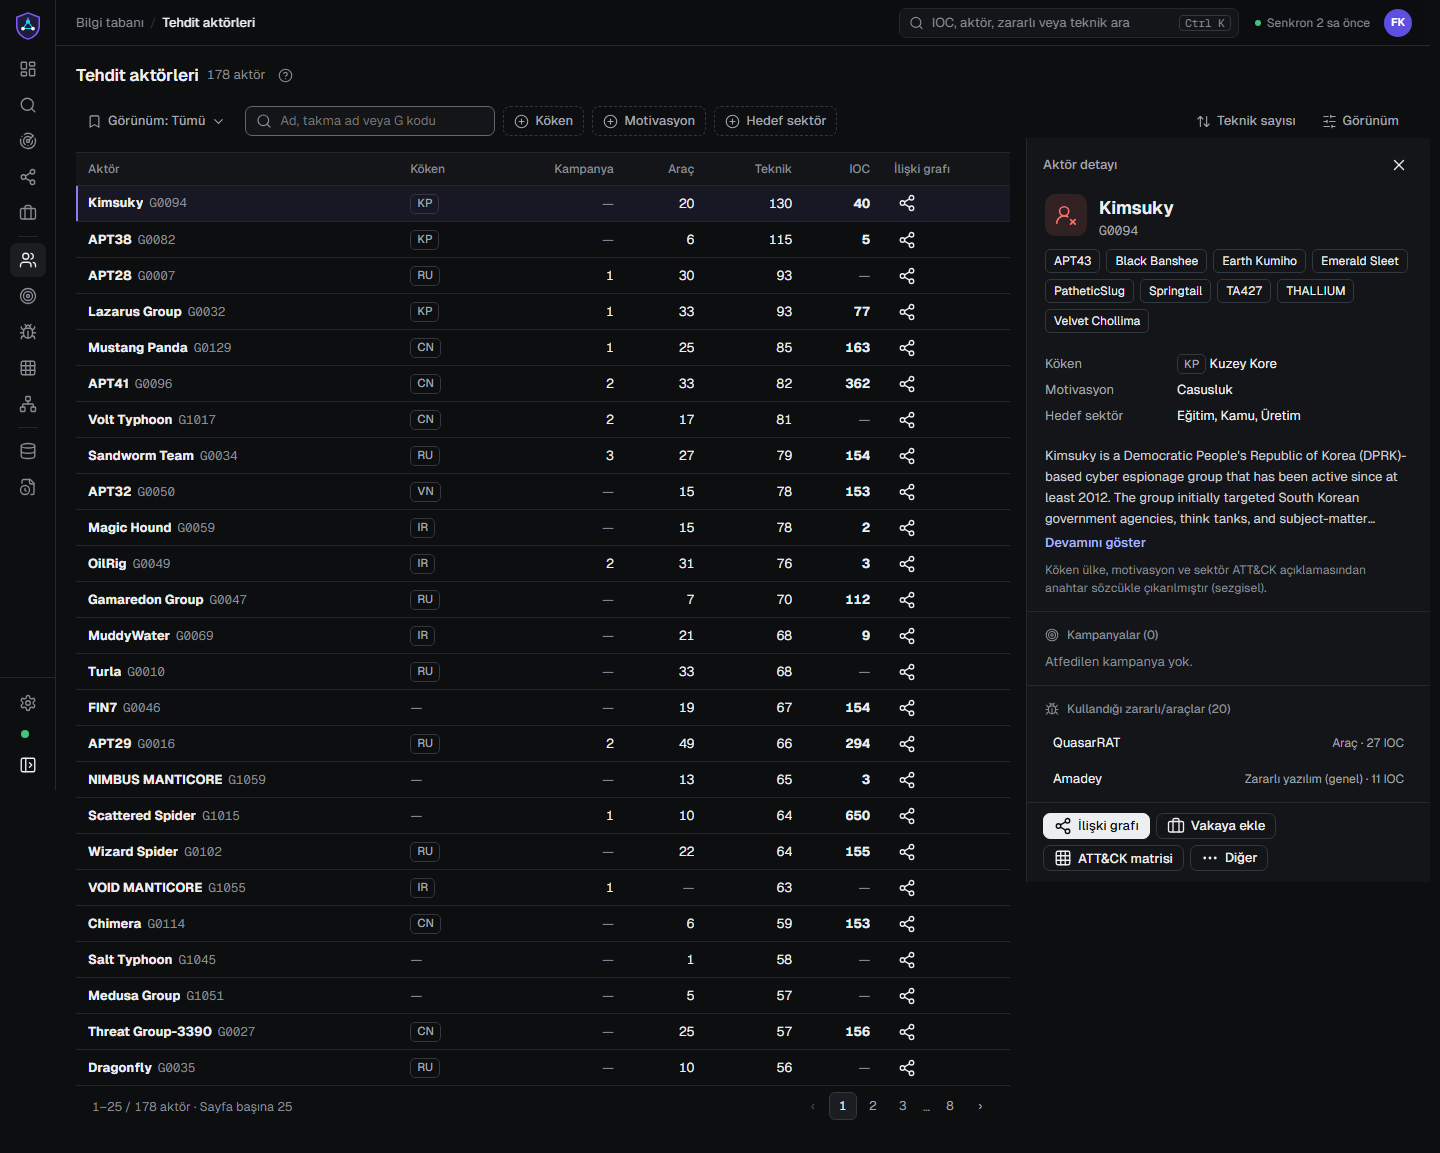 Bilgi tabanı / Tehdit aktörleri
IOC, aktör, zararlı veya teknik ara
Ctrl K
Senkron 2 sa önce
FK
Tehdit aktörleri 178 aktör
Görünüm: Tümü
Ad, takma ad veya G kodu
Köken
Motivasyon
Hedef sektör
Teknik sayısı
Görünüm
Aktör Köken Kampanya Araç Teknik IOC İlişki grafı
Kimsuky G0094 KP — 20 130 40
APT38 G0082 KP — 6 115 5
APT28 G0007 RU 1 30 93 —
Lazarus Group G0032 KP 1 33 93 77
Mustang Panda G0129 CN 1 25 85 163
APT41 G0096 CN 2 33 82 362
Volt Typhoon G1017 CN 2 17 81 —
Sandworm Team G0034 RU 3 27 79 154
APT32 G0050 VN — 15 78 153
Magic Hound G0059 IR — 15 78 2
OilRig G0049 IR 2 31 76 3
Gamaredon Group G0047 RU — 7 70 112
MuddyWater G0069 IR — 21 68 9
Turla G0010 RU — 33 68 —
FIN7 G0046 — — 19 67 154
APT29 G0016 RU 2 49 66 294
NIMBUS MANTICORE G1059 — — 13 65 3
Scattered Spider G1015 — 1 10 64 650
Wizard Spider G0102 RU — 22 64 155
VOID MANTICORE G1055 IR 1 — 63 —
Chimera G0114 CN — 6 59 153
Salt Typhoon G1045 — — 1 58 —
Medusa Group G1051 — — 5 57 —
Threat Group-3390 G0027 CN — 25 57 156
Dragonfly G0035 RU — 10 56 —
1–25 / 178 aktör · Sayfa başına 25
‹ 1 2 3 … 8 ›
Aktör detayı
Kimsuky
G0094
APT43 Black Banshee Earth Kumiho Emerald Sleet
PatheticSlug Springtail TA427 THALLIUM
Velvet Chollima
Köken KP Kuzey Kore
Motivasyon Casusluk
Hedef sektör Eğitim, Kamu, Üretim
Kimsuky is a Democratic People's Republic of Korea (DPRK)-
based cyber espionage group that has been active since at
least 2012. The group initially targeted South Korean
government agencies, think tanks, and subject-matter…
Devamını göster
Köken ülke, motivasyon ve sektör ATT&CK açıklamasından
anahtar sözcükle çıkarılmıştır (sezgisel).
Kampanyalar (0)
Atfedilen kampanya yok.
Kullandığı zararlı/araçlar (20)
QuasarRAT Araç · 27 IOC
Amadey Zararlı yazılım (genel) · 11 IOC
İlişki grafı
Vakaya ekle
ATT&CK matrisi
Diğer